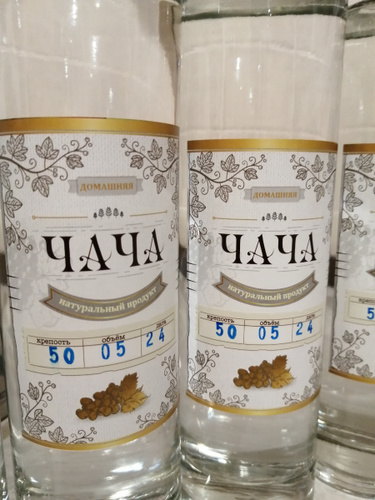 ДОМАШНЯЯ
ЧАЧА
натуральный продукт
крепость объём дата
50 05 24
ДОМАШНЯЯ
ЧАЧА
натуральный продукт
крепость объём дата
50 05 24
5